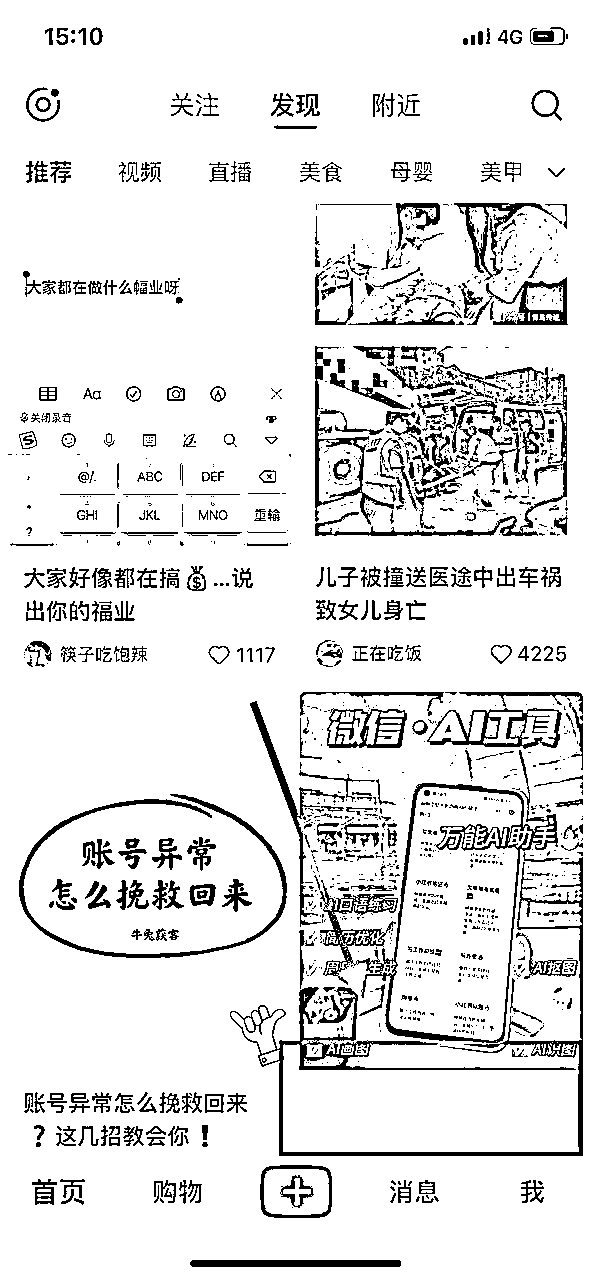 15:10
4G
关注
发现
附近
推荐
视频
直播
美食
母婴
美甲
大家都在做什么幅业呀
Aα
关闭录音
@/.
ABC
DEF
GHI
JKL
MNO
重输
?
大家好像都在搞💰...说
出你的福业
筷子吃饱辣
1117
儿子被撞送医途中出车祸
致女儿身亡
正在吃饭
4225
账号异常
怎么挽救回来
牛兔获客
账号异常怎么挽救回来
？这几招教会你！
微信·AI工具
万能AI助手
AI口语练习
简历优化
生成
AI抠图
AI画图
AI识图
首页
购物
消息
我